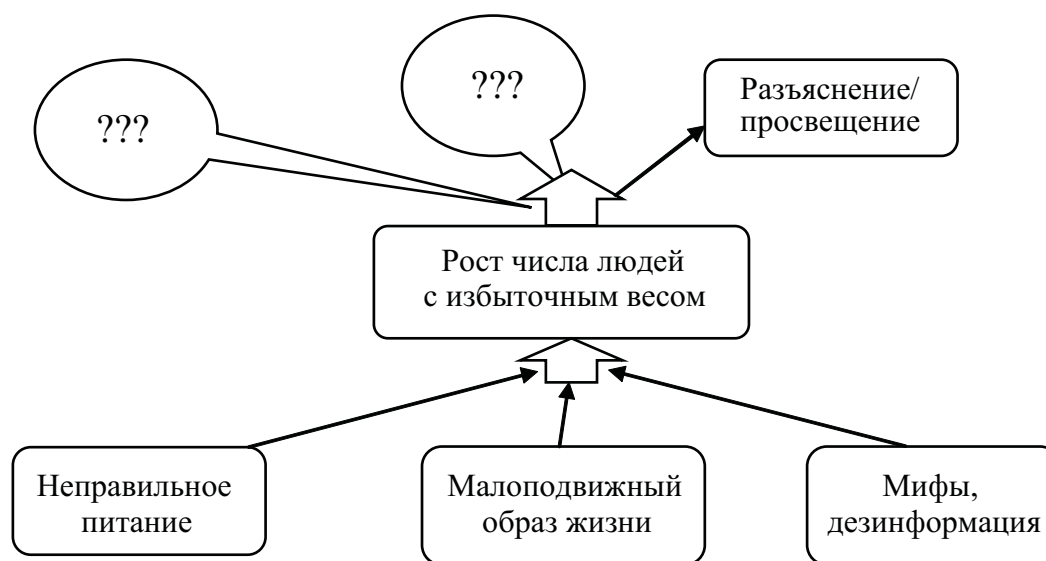 ???
???
Разъяснение/
просвещение
Рост числа людей
с избыточным весом
Неправильное
питание
Малоподвижный
образ жизни
Мифы,
дезинформация